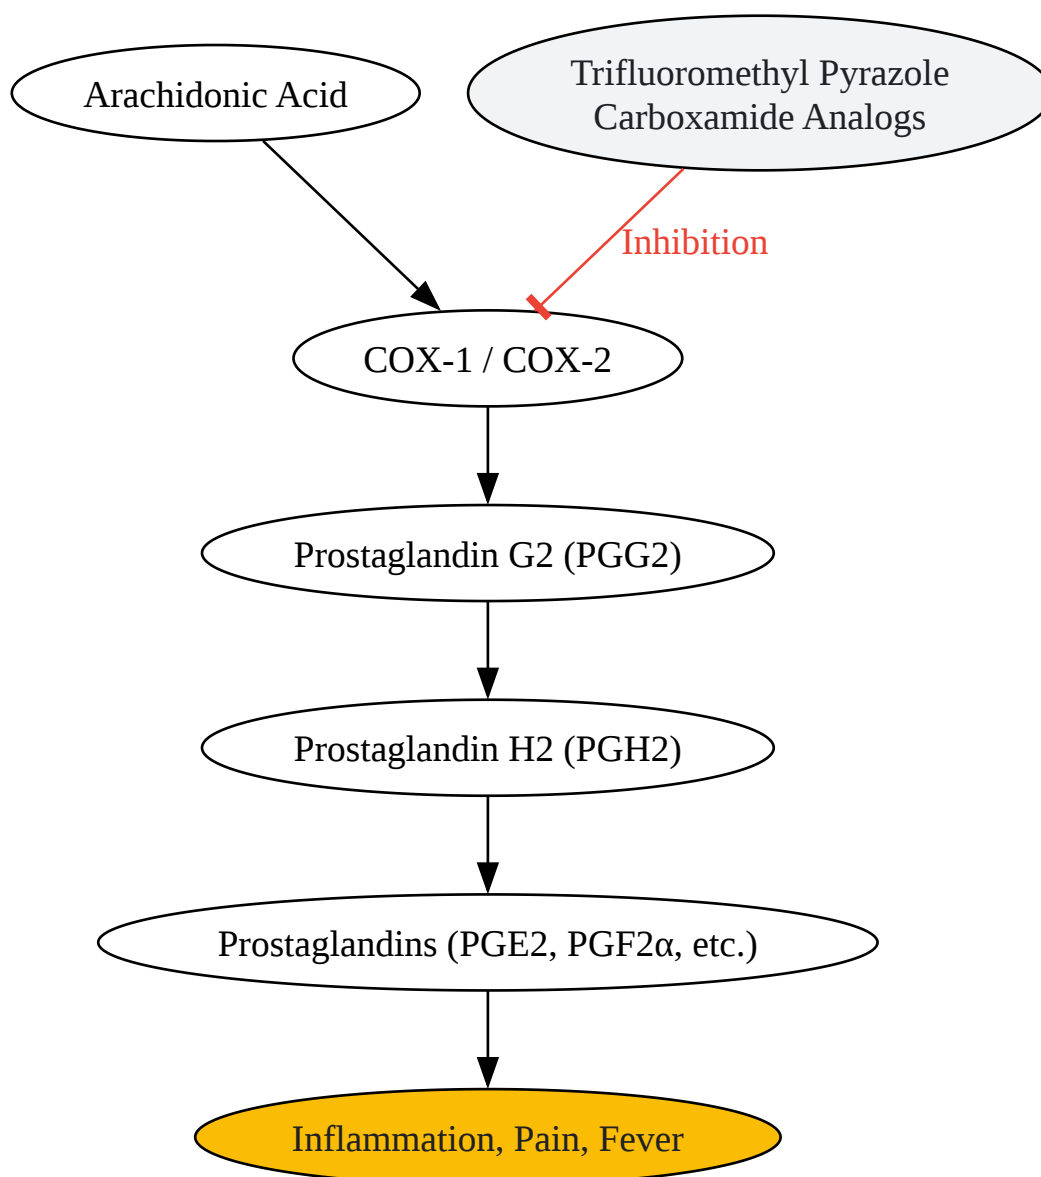 Arachidonic Acid
Trifluoromethyl Pyrazole
Carboxamide Analogs
Inhibition
COX-1 / COX-2
Prostaglandin G2 (PGG2)
Prostaglandin H2 (PGH2)
Prostaglandins (PGE2, PGF2α, etc.)
Inflammation, Pain, Fever